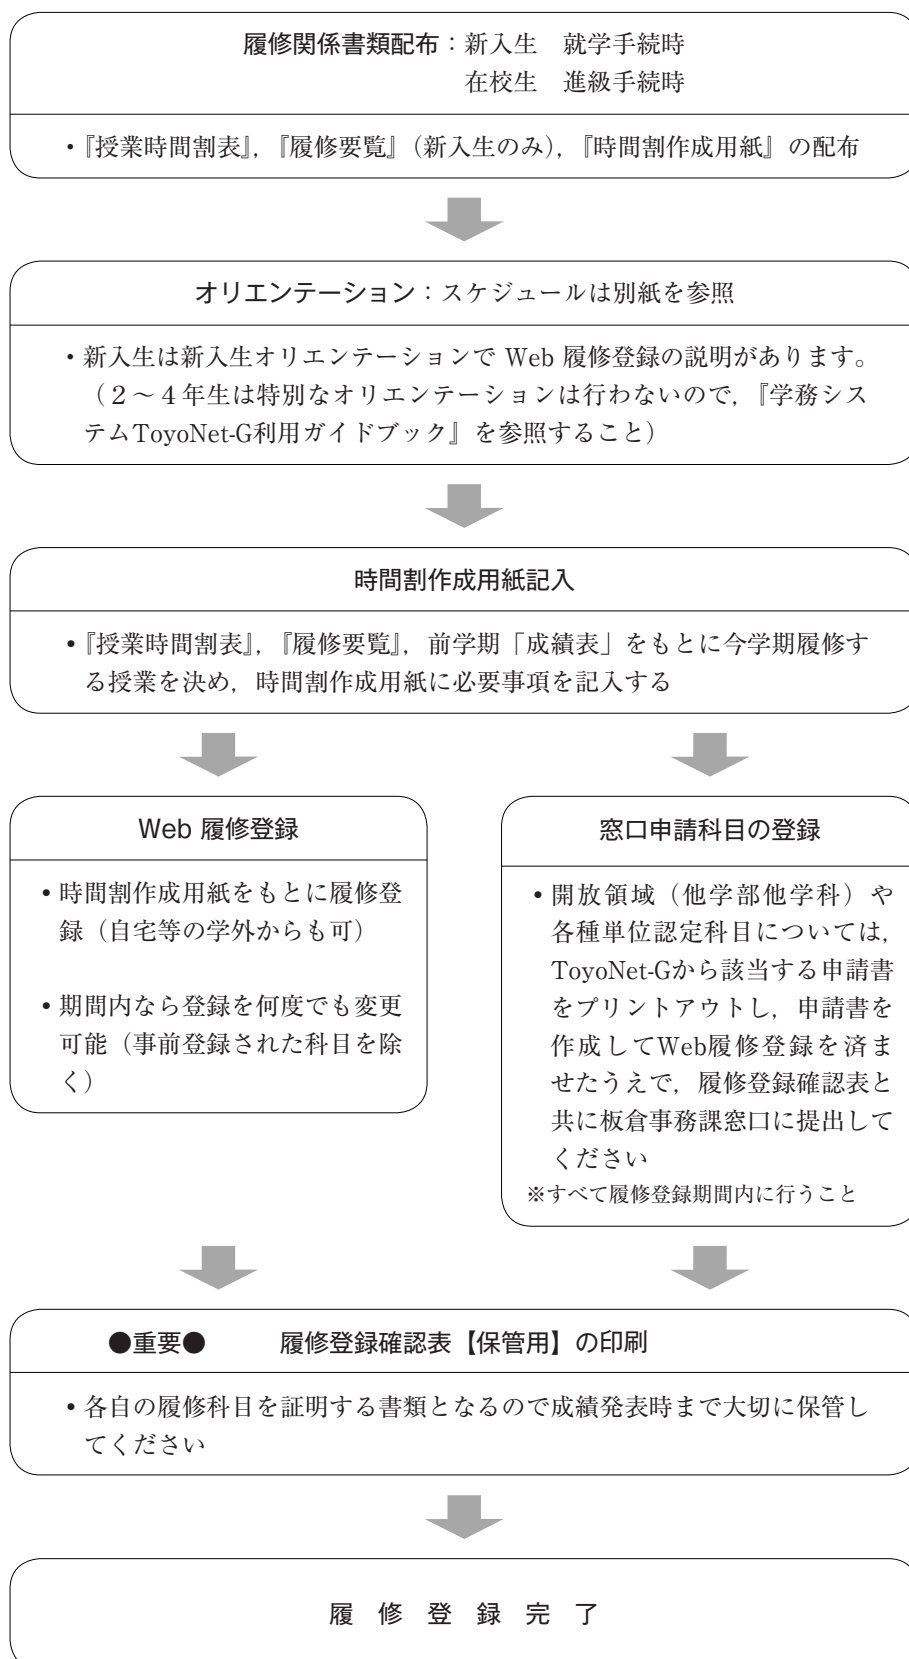 履修関係書類配布：新入生　就学手続時
在校生　進級手続時
・『授業時間割表』，『履修要覧』（新入生のみ），『時間割作成用紙』の配布
オリエンテーション：スケジュールは別紙を参照
・新入生は新入生オリエンテーションで Web 履修登録の説明があります。
（２～４年生は特別なオリエンテーションは行わないので，『学務シス
テムToyoNet-G利用ガイドブック』を参照すること）
時間割作成用紙記入
・『授業時間割表』，『履修要覧』，前学期「成績表」をもとに今学期履修す
る授業を決め，時間割作成用紙に必要事項を記入する
Web 履修登録
・時間割作成用紙をもとに履修登
録（自宅等の学外からも可）
・期間内なら登録を何度でも変更
可能（事前登録された科目を除
く）
窓口申請科目の登録
・開放領域（他学部他学科）や
各種単位認定科目については，
ToyoNet-Gから該当する申請書
をプリントアウトし，申請書を
作成してWeb履修登録を済ま
せたうえで，履修登録確認表と
共に板倉事務課窓口に提出して
ください
※すべて履修登録期間内に行うこと
●重要●　　履修登録確認表【保管用】の印刷
・各自の履修科目を証明する書類となるので成績発表時まで大切に保管し
てください
履　修　登　録　完　了